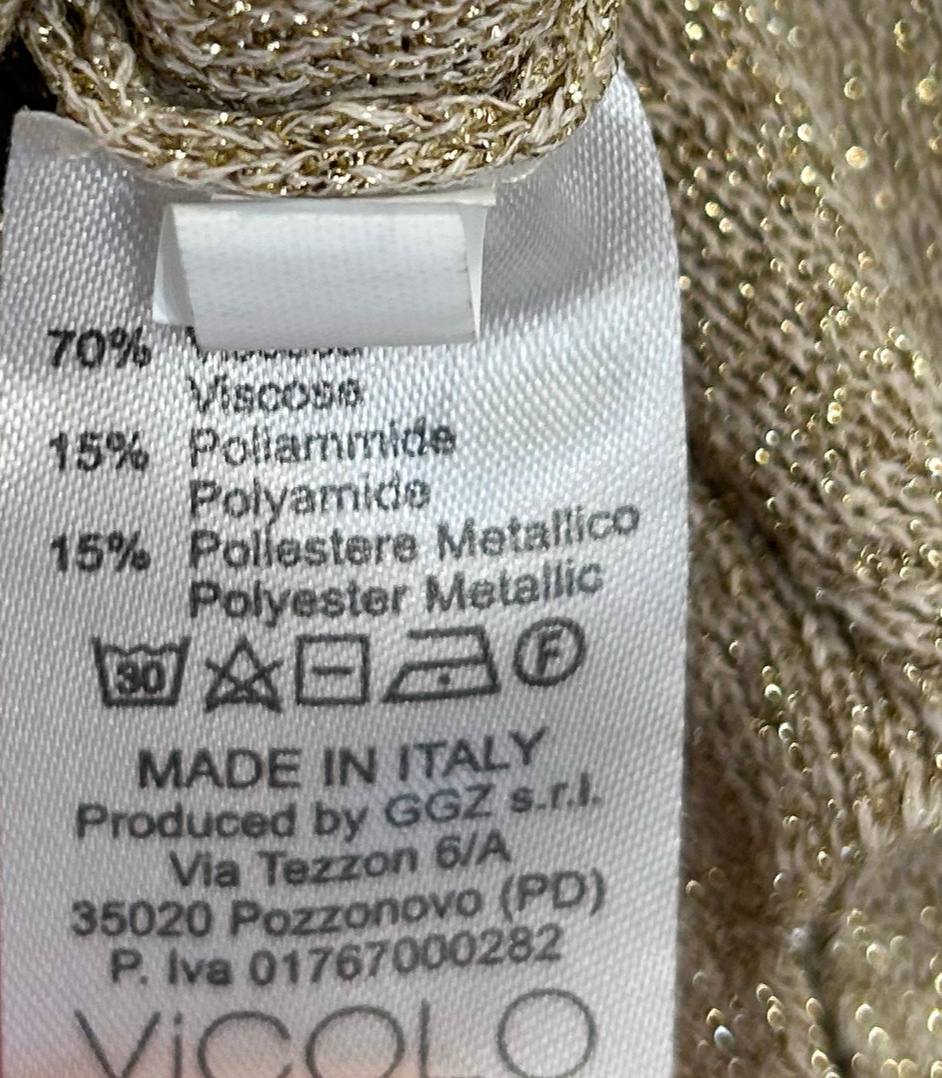 70%
Viscose
15% Poliammide
Polyamide
15% Poliestere Metallico
Polyester Metallic
30
F
MADE IN ITALY
Produced by GGZ s.r.l.
Via Tezzon 6/A
35020 Pozzonovo (PD)
P. Iva 01767000282
ViCOLO